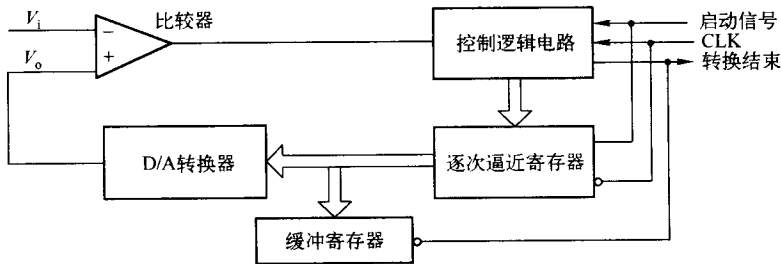 比较器
Vi
−
Vo
+
控制逻辑电路
启动信号
CLK
转换结束
D/A转换器
逐次逼近寄存器
缓冲寄存器